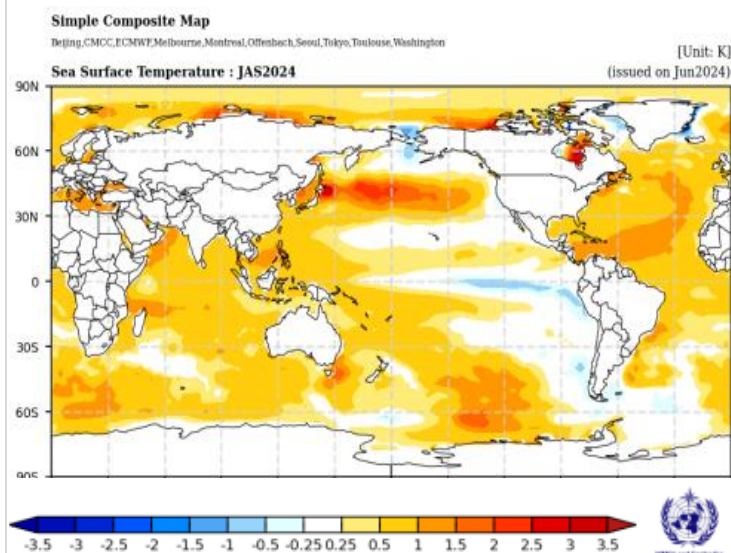 Simple Composite Map
Beijing,CMCC,ECMWF,Melbourne,Montreal,Offenbach,Seoul,Tokyo,Toulouse,Washington
[Unit: K]
Sea Surface Temperature : JAS2024
(issued on Jun2024)
90N
60N
30N
0
30S
60S
90S
-3.5 -3 -2.5 -2 -1.5 -1 -0.5 -0.25 0.25 0.5 1 1.5 2 2.5 3 3.5